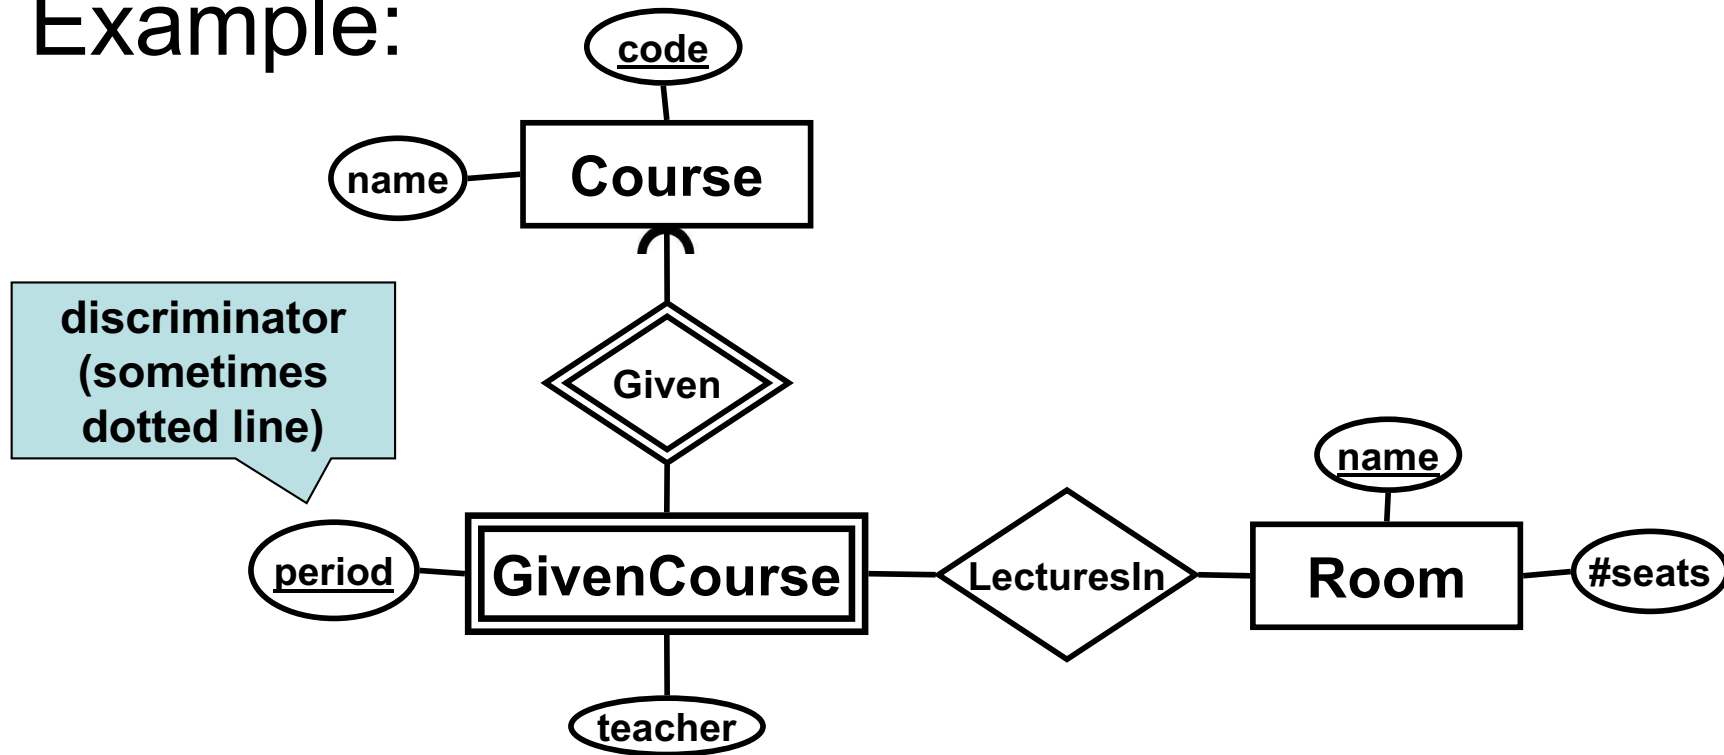 Example:
code
name
Course
discriminator
(sometimes
dotted line)
Given
name
period
GivenCourse
LecturesIn
Room
#seats
teacher